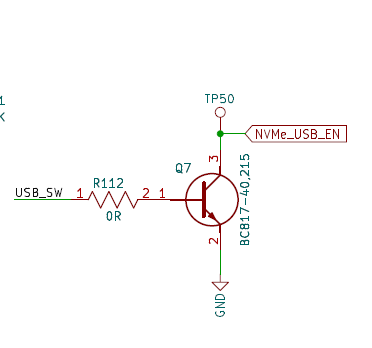 1
K
TP50
NVMe_USB_EN
3
Q7
BC817-40,215
USB_SW
1
R112
2
1
0R
2
GND